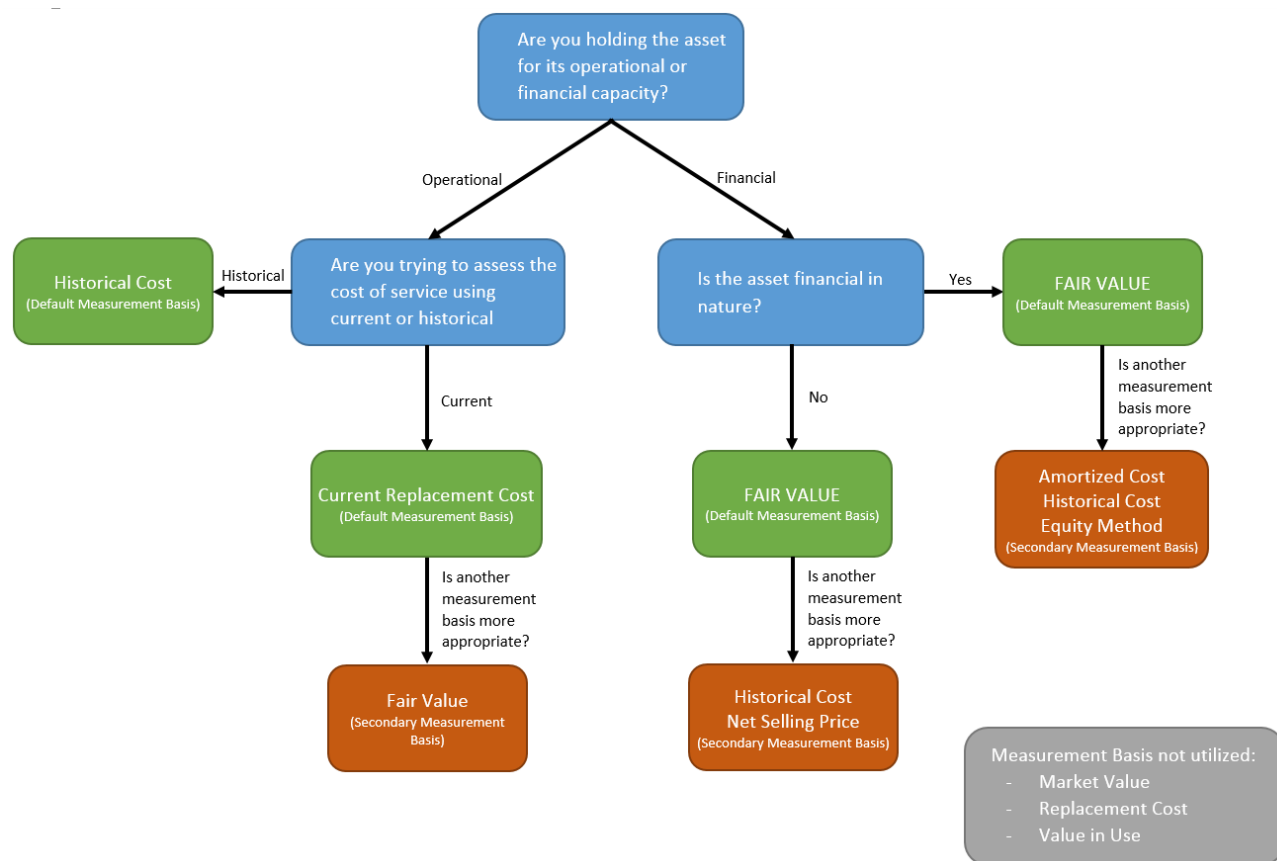 Are you holding the asset
for its operational or
financial capacity?
Operational
Financial
Historical Cost
(Default Measurement Basis)
Historical
Are you trying to assess the
cost of service using
current or historical
Is the asset financial in
nature?
Yes
FAIR VALUE
(Default Measurement Basis)
Current
No
Is another
measurement
basis more
appropriate?
Current Replacement Cost
(Default Measurement Basis)
FAIR VALUE
(Default Measurement Basis)
Amortized Cost
Historical Cost
Equity Method
(Secondary Measurement Basis)
Is another
measurement
basis more
appropriate?
Is another
measurement
basis more
appropriate?
Fair Value
(Secondary Measurement
Basis)
Historical Cost
Net Selling Price
(Secondary Measurement Basis)
Measurement Basis not utilized:
- Market Value
- Replacement Cost
- Value in Use